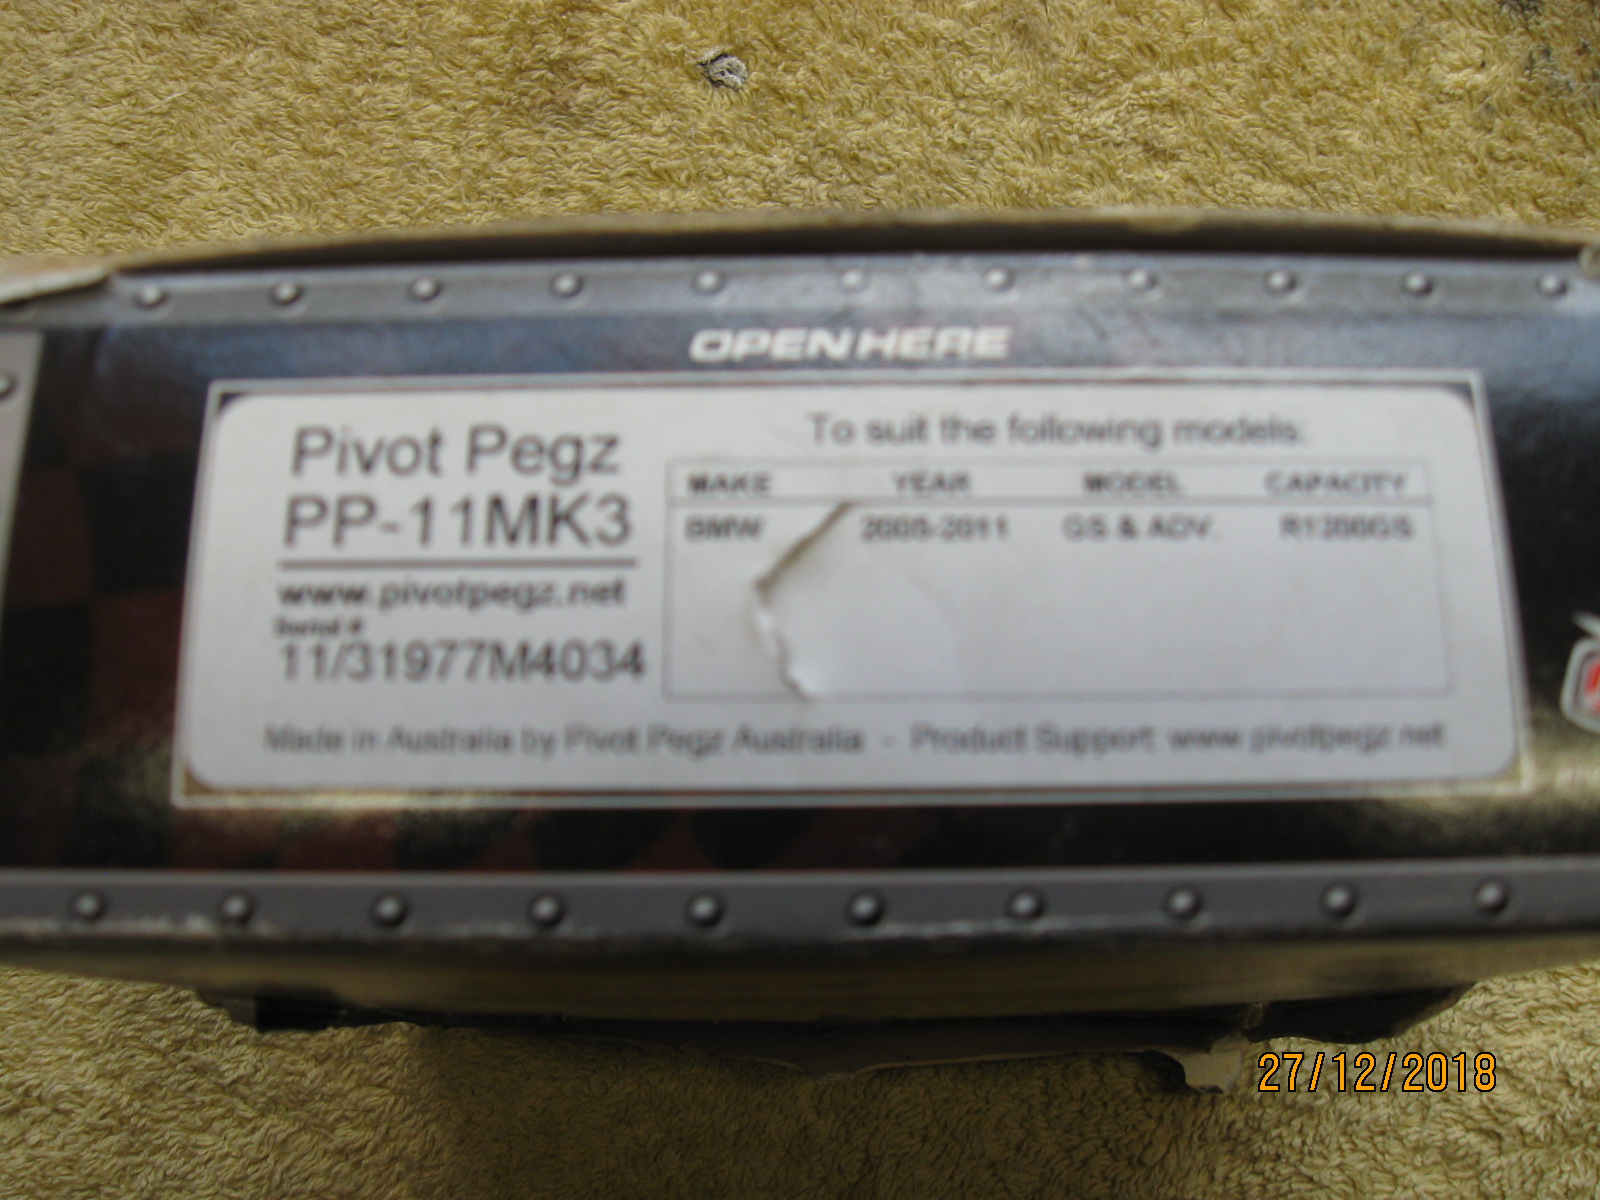 OPEN HERE
Pivot Pegz
PP-11MK3
www.pivotpegz.net
Serial #
11/31977M4034
To suit the following models:
MAKE YEAR MODEL CAPACITY
BMW 2005-2011 GS & ADV. R1200GS
Made in Australia by Pivot Pegz Australia - Product Support: www.pivotpegz.net
27/12/2018